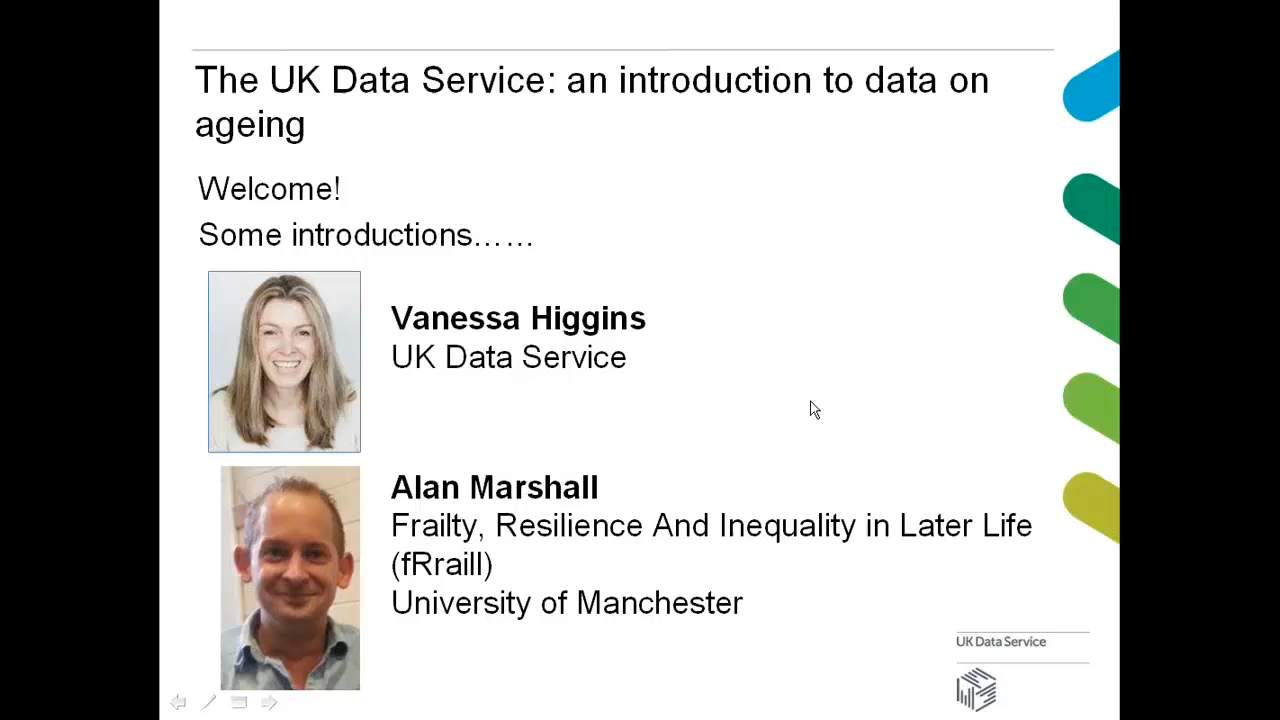 The UK Data Service: an introduction to data on
ageing
Welcome!
Some introductions……
Vanessa Higgins
UK Data Service
Alan Marshall
Frailty, Resilience And Inequality in Later Life
(fRraill)
University of Manchester
UK Data Service